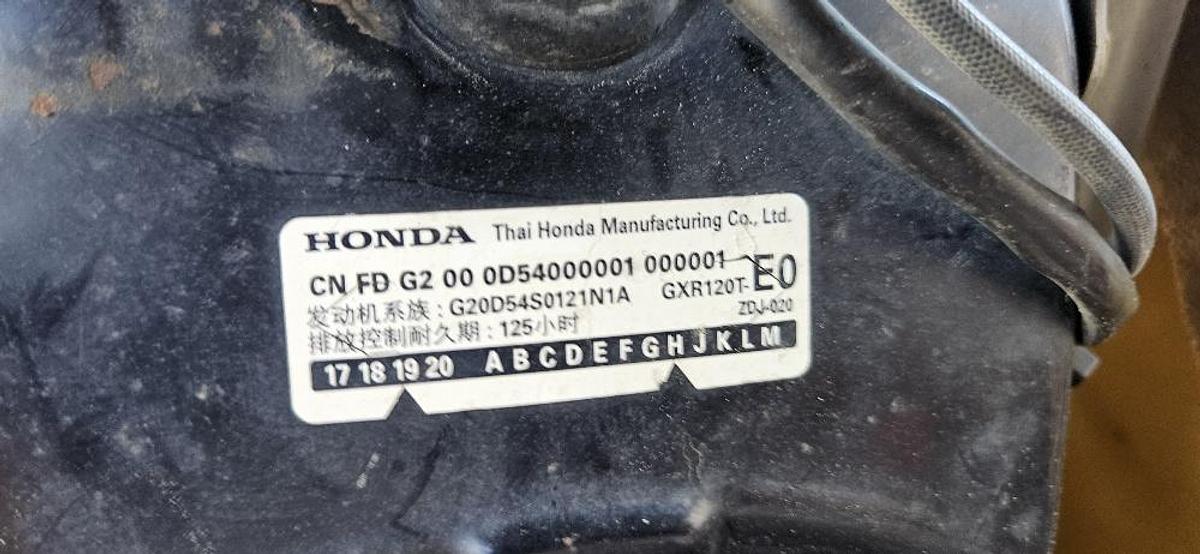 HONDA Thai Honda Manufacturing Co., Ltd.
CN FD G2 00 0D54000001 000001
发动机系族 : G20D54S0121N1A GXR120T- E0
排放控制耐久期 : 125小时 ZDJ-020
17 18 19 20 A B C D E F G H J K L M